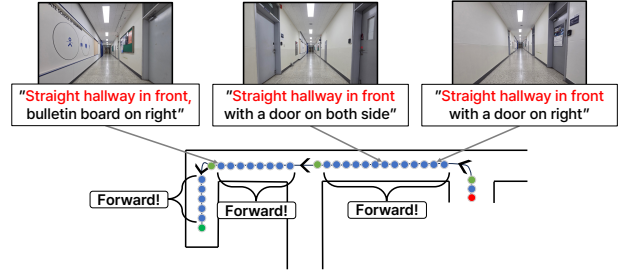 "Straight hallway in front,
bulletin board on right"
"Straight hallway in front
with a door on both side"
"Straight hallway in front
with a door on right"
Forward!
Forward!
Forward!